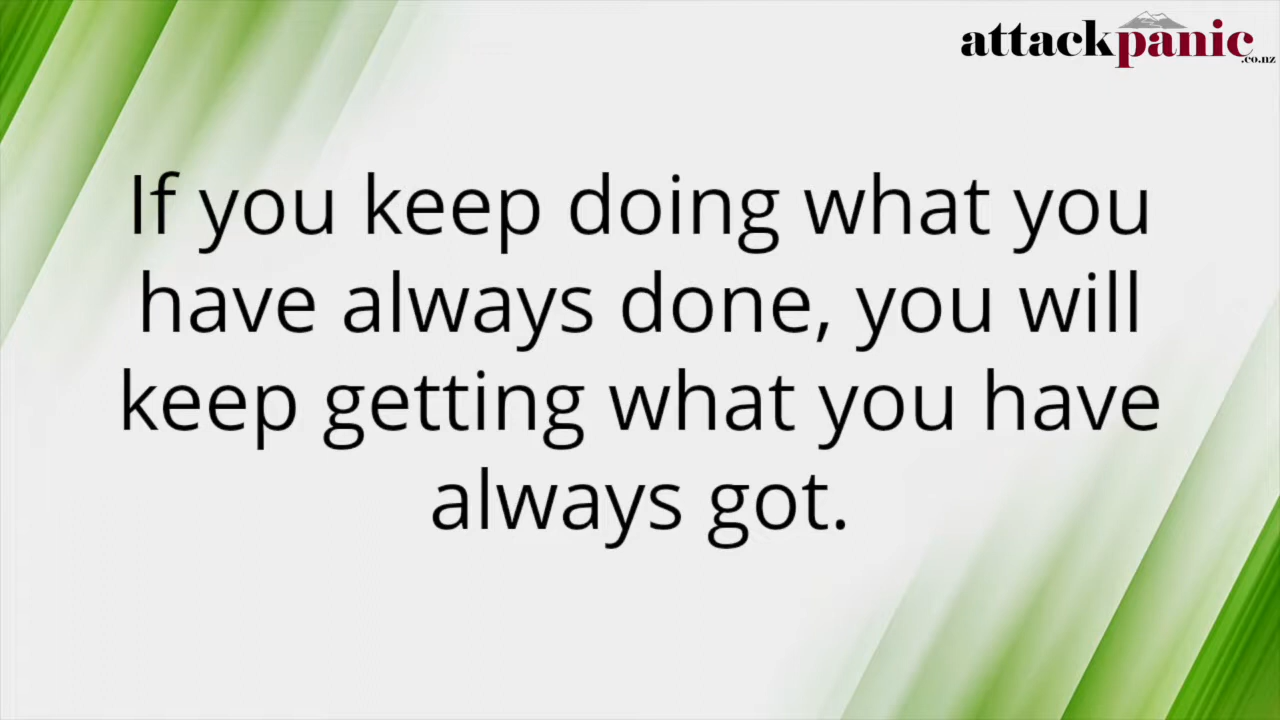 attackpanic
.co.nz
If you keep doing what you
have always done, you will
keep getting what you have
always got.